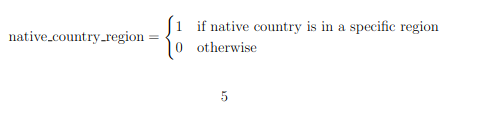 native_country_region = { 1 if native country is in a specific region
0 otherwise
5